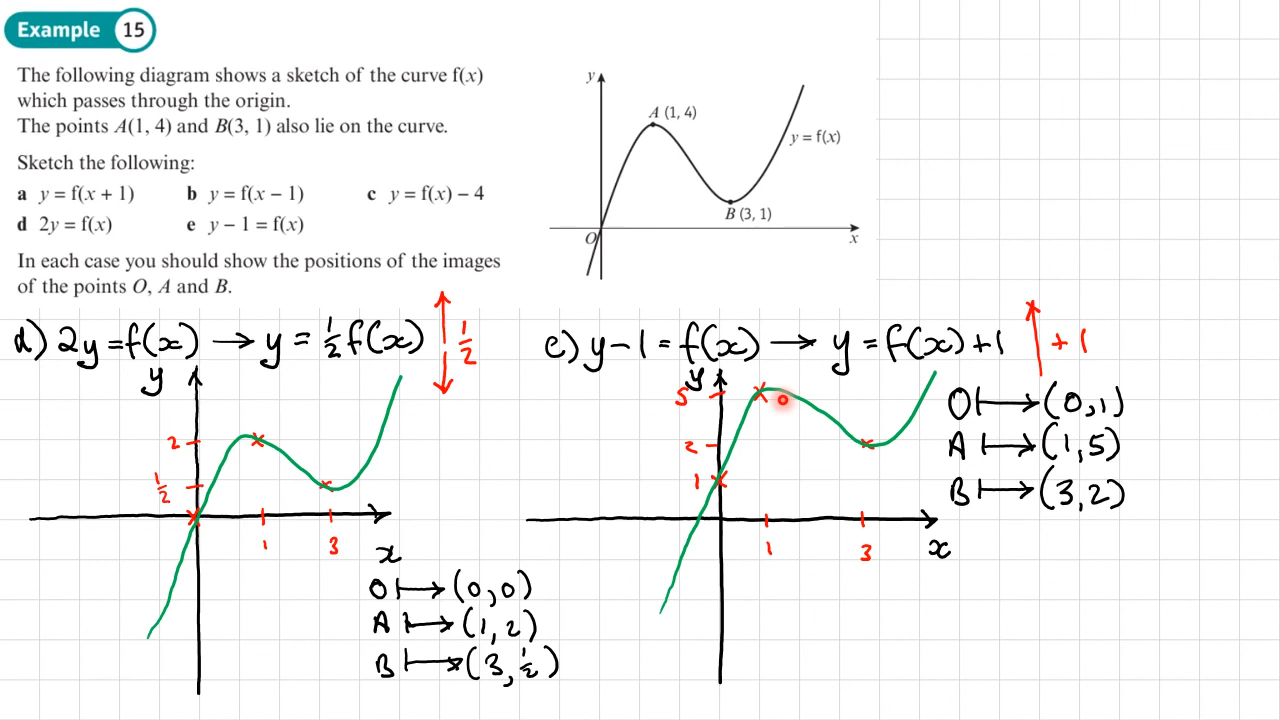 Example 15
The following diagram shows a sketch of the curve f(x)
which passes through the origin.
The points A(1, 4) and B(3, 1) also lie on the curve.
Sketch the following:
a y = f(x + 1) b y = f(x − 1) c y = f(x) − 4
d 2y = f(x) e y − 1 = f(x)
In each case you should show the positions of the images
of the points O, A and B.
y
A (1, 4)
y = f(x)
B (3, 1)
O
x
d) 2y = f(x) → y = ½f(x) ½
y
2
½
1 3
x
O ↦ (0,0)
A ↦ (1,2)
B ↦ (3,½)
e) y − 1 = f(x) → y = f(x) + 1 + 1
y
5
2
1
1 3
x
O ↦ (0,1)
A ↦ (1,5)
B ↦ (3,2)